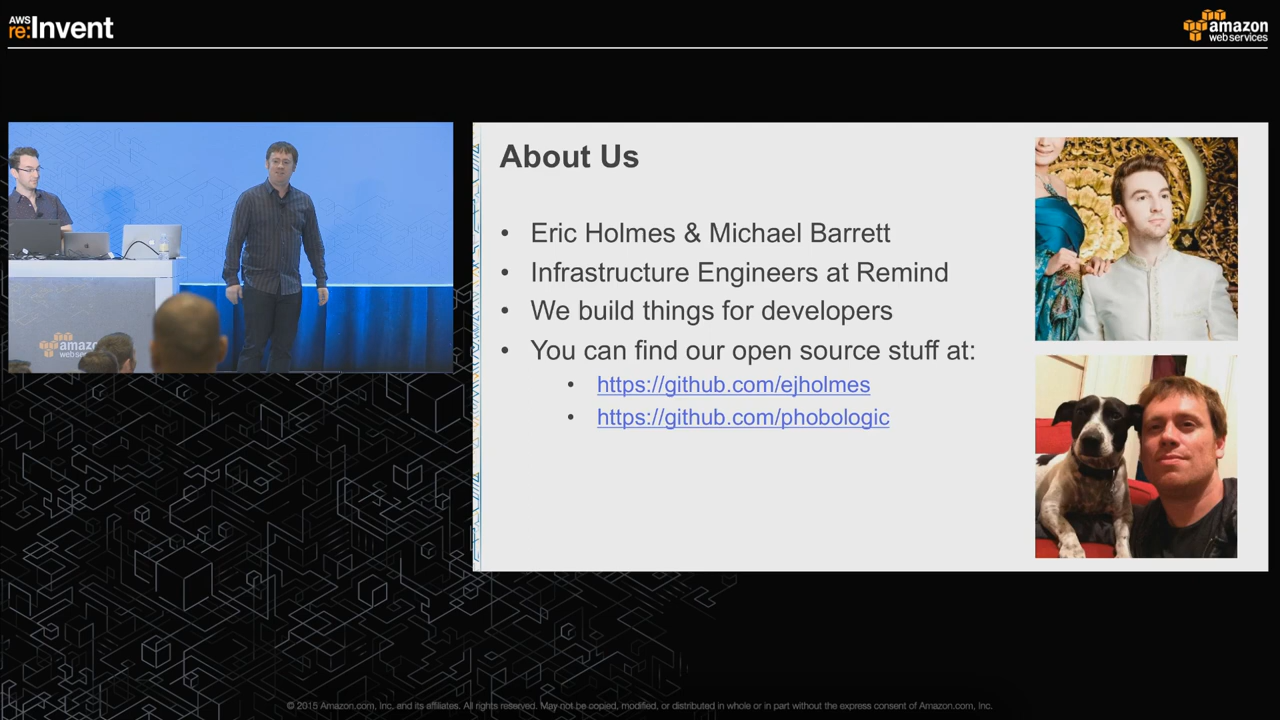 AWS
re:Invent
amazon
webservices
About Us
• Eric Holmes & Michael Barrett
• Infrastructure Engineers at Remind
• We build things for developers
• You can find our open source stuff at:
• https://github.com/ejholmes
• https://github.com/phobologic
© 2015 Amazon.com, Inc. and its affiliates. All rights reserved. May not be copied, modified, or distributed in whole or in part without the express consent of Amazon.com, Inc.